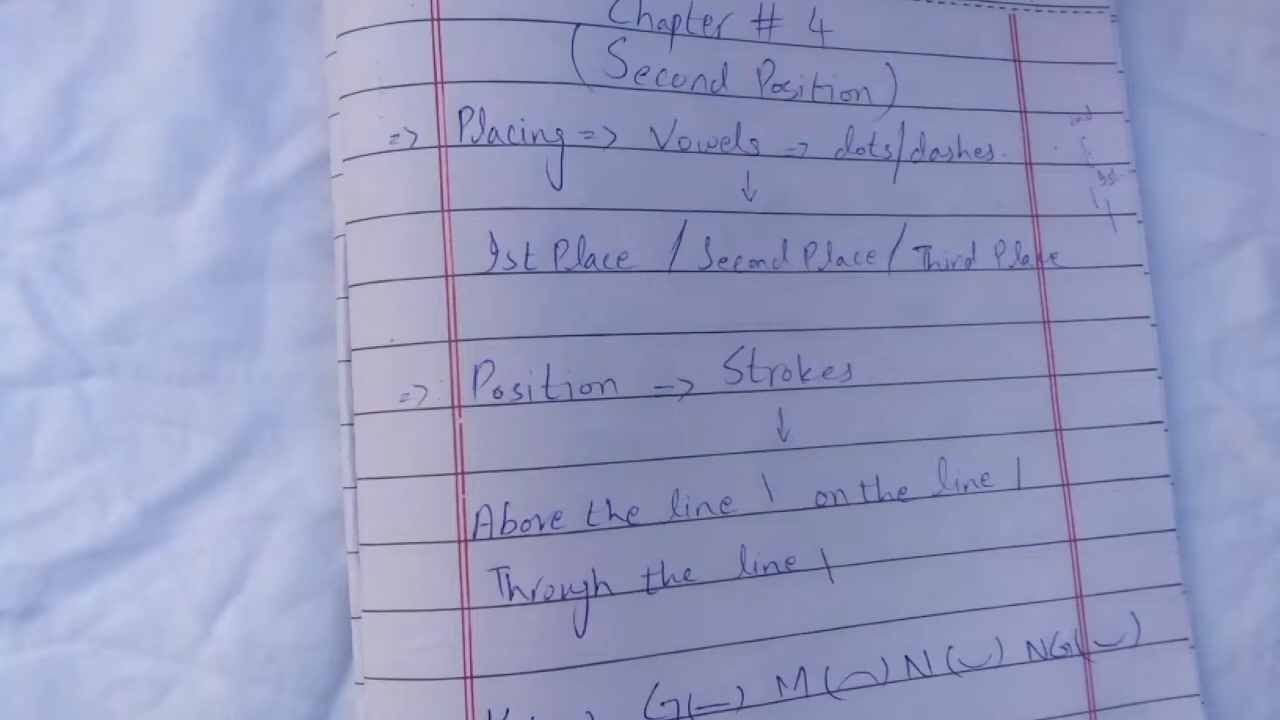 Chapter # 4
(Second Position)
=> Placing => Vowels -> dots/dashes.
↓
1st Place / Second Place / Third Place
=> Position => Strokes
↓
Above the line \ on the line |
Through the line \
G(—) M(⌒) N(⌣) NG(⌣)